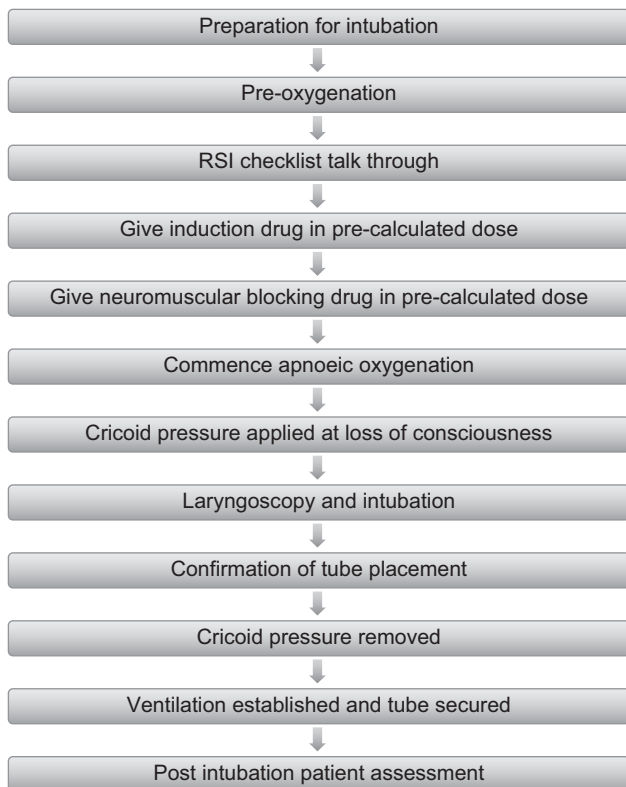 Preparation for intubation
Pre-oxygenation
RSI checklist talk through
Give induction drug in pre-calculated dose
Give neuromuscular blocking drug in pre-calculated dose
Commence apnoeic oxygenation
Cricoid pressure applied at loss of consciousness
Laryngoscopy and intubation
Confirmation of tube placement
Cricoid pressure removed
Ventilation established and tube secured
Post intubation patient assessment